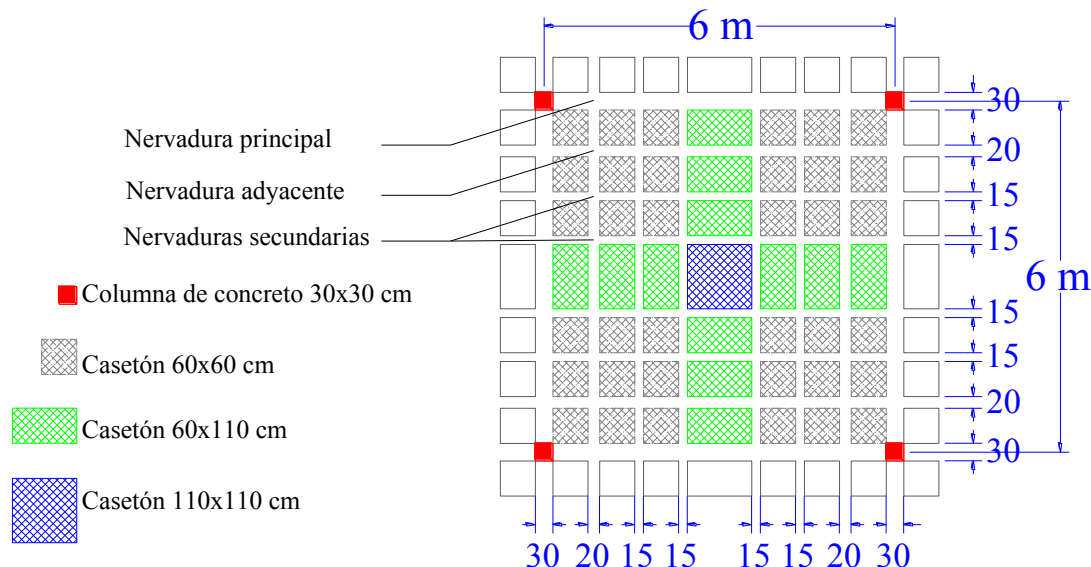 6 m
Nervadura principal
Nervadura adyacente
Nervaduras secundarias
Columna de concreto 30x30 cm
Casetón 60x60 cm
Casetón 60x110 cm
Casetón 110x110 cm
30
20
15
15
6 m
15
15
20
30
30 20 15 15 15 15 20 30